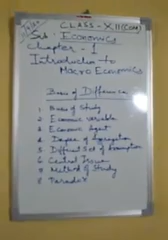 CLASS - XII (Com)
Sub : Economics
Chapter - 1
Introduction to
Macro Economics
Basis of Difference
1 Basis of Study
2 Economic variable
3 Economic Agent
4 Degree of Aggregation
5 Different Set of Assumption
6 Central Issue
7 Method of Study
8 Paradox